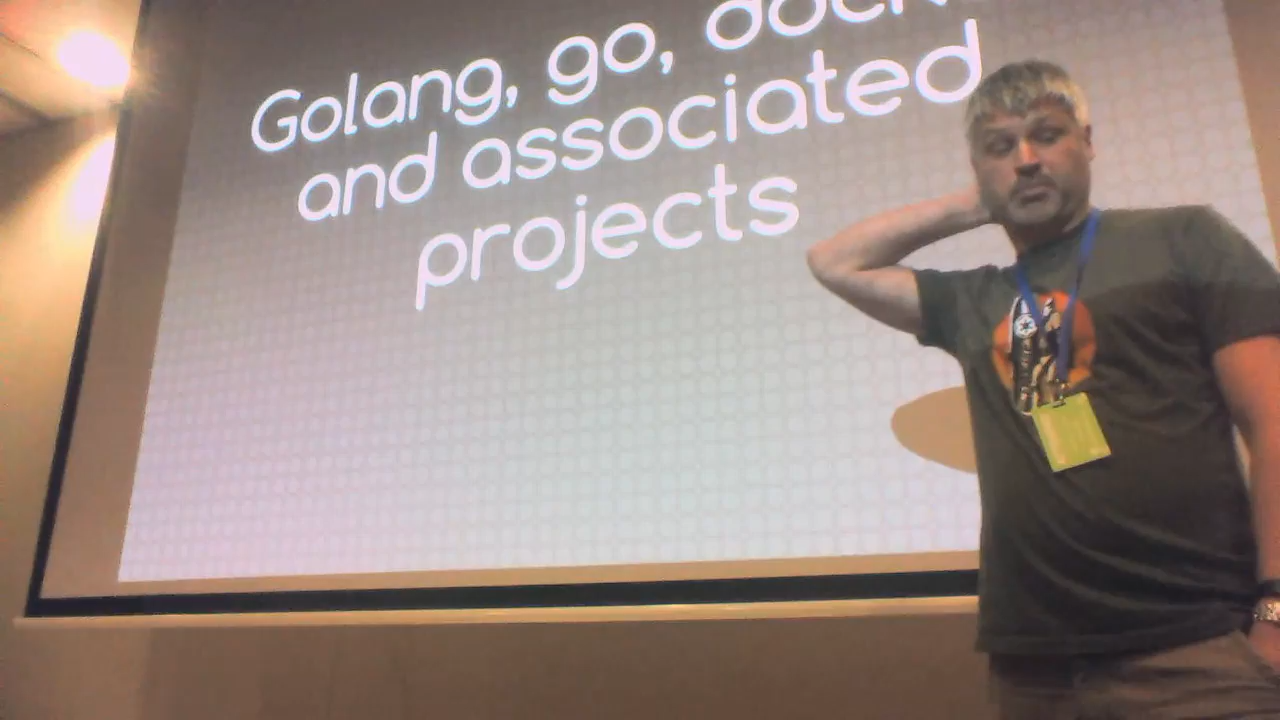 Golang, go,
and associated
projects